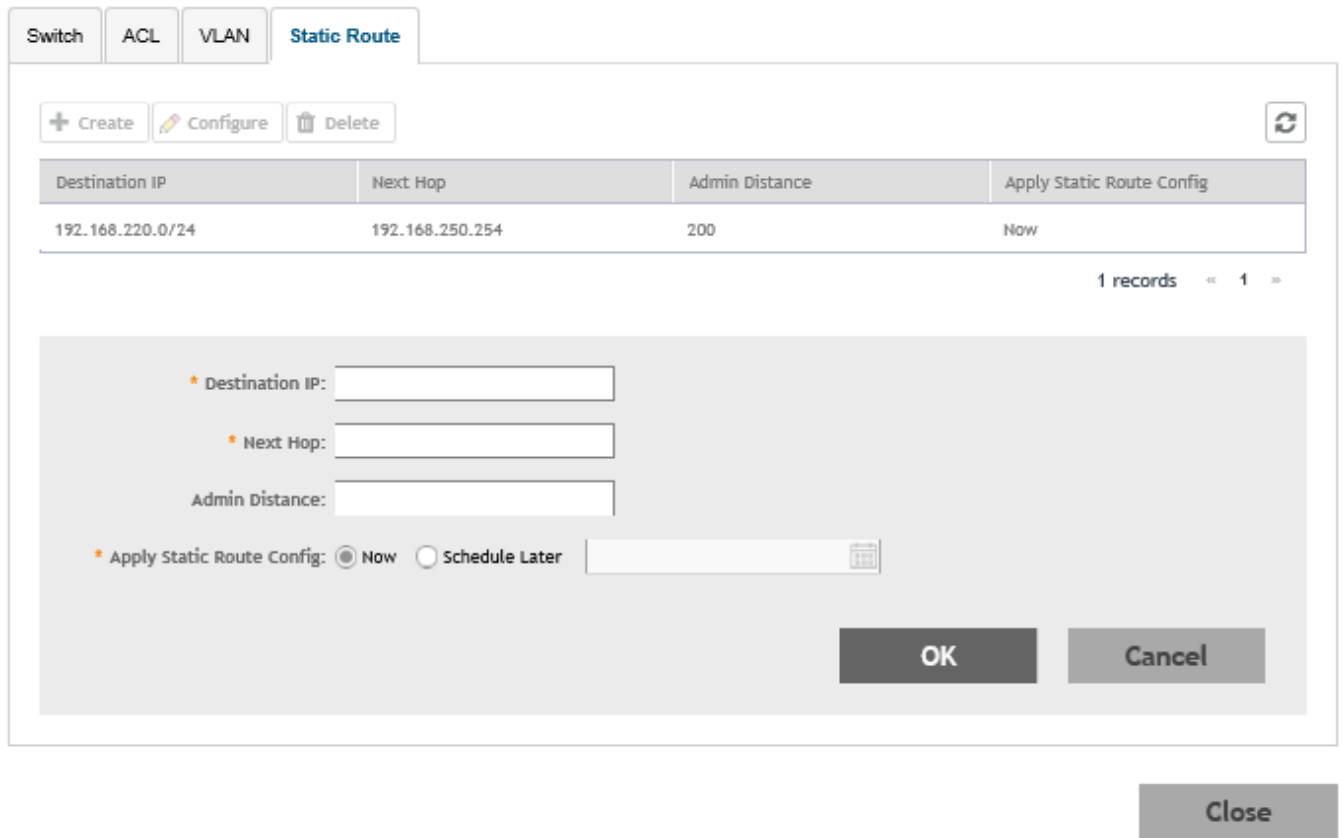 Switch ACL VLAN Static Route
Create Configure Delete
Destination IP Next Hop Admin Distance Apply Static Route Config
192.168.220.0/24 192.168.250.254 200 Now
1 records « 1 »
* Destination IP:
* Next Hop:
Admin Distance:
* Apply Static Route Config: Now Schedule Later
OK Cancel
Close